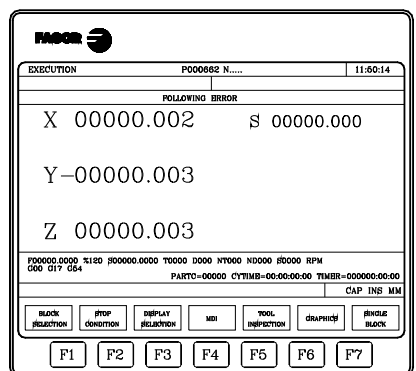 FAGOR
EXECUTION P000662 N..... 11:50:14
FOLLOWING ERROR
X 00000.002 S 00000.000
Y-00000.003
Z 00000.003
F00000.0000 %120 S00000.0000 T0000 D000 NT000 ND000 S0000 RPM
G00 G17 G54
PARTC=00000 CYTIME=00:00:00:00 TIMER=000000:00:00
CAP INS MM
BLOCK SELECTION STOP CONDITION DISPLAY SELECTION MDI TOOL INSPECTION GRAPHICS SINGLE BLOCK
F1 F2 F3 F4 F5 F6 F7